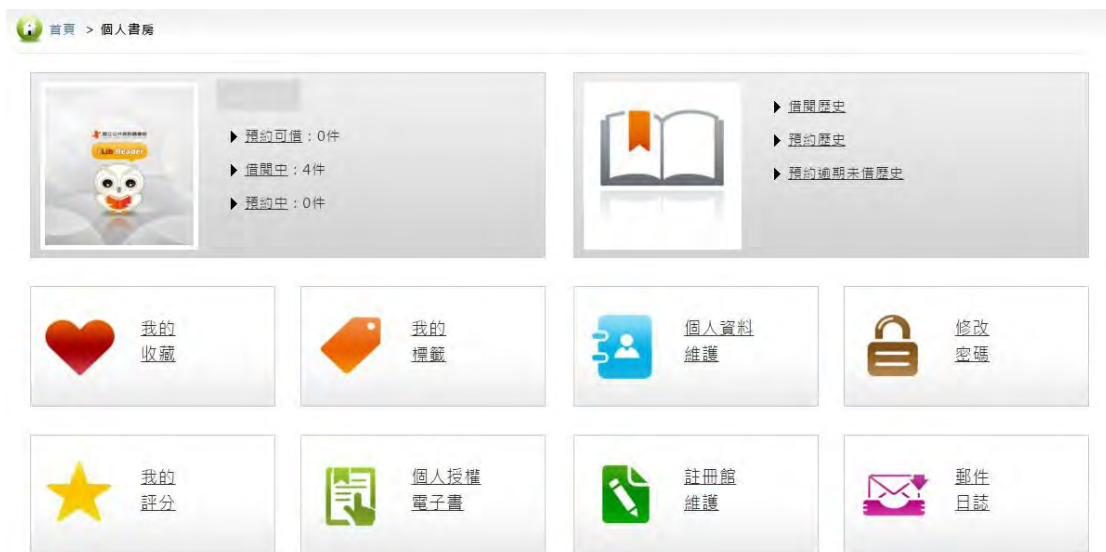 首頁 > 個人書房
預約可借：0件
借閱中：4件
預約中：0件
借閱歷史
預約歷史
預約逾期未借歷史
我的
收藏
我的
標籤
個人資料
維護
修改
密碼
我的
評分
個人授權
電子書
註冊館
維護
郵件
日誌